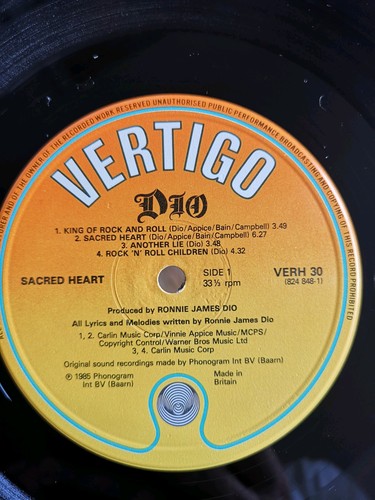 AND OF THE OWNER OF THE RECORDED WORK RESERVED UNAUTHORISED PUBLIC PERFORMANCE BROADCASTING AND COPYING OF THIS RECORD PROHIBITED
VERTIGO
DIO
1. KING OF ROCK AND ROLL (Dio/Appice/Bain/Campbell) 3.49
2. SACRED HEART (Dio/Appice/Bain/Campbell) 6.27
3. ANOTHER LIE (Dio) 3.48
4. ROCK 'N' ROLL CHILDREN (Dio) 4.32
SACRED HEART
SIDE 1
33⅓ rpm
VERH 30
(824 848-1)
Produced by RONNIE JAMES DIO
All Lyrics and Melodies written by Ronnie James Dio
1, 2. Carlin Music Corp/Vinnie Appice Music/MCPS/
Copyright Control/Warner Bros Music Ltd
3, 4. Carlin Music Corp
Original sound recordings made by Phonogram Int BV (Baarn)
℗ 1985 Phonogram
Int BV (Baarn)
Made in
Britain